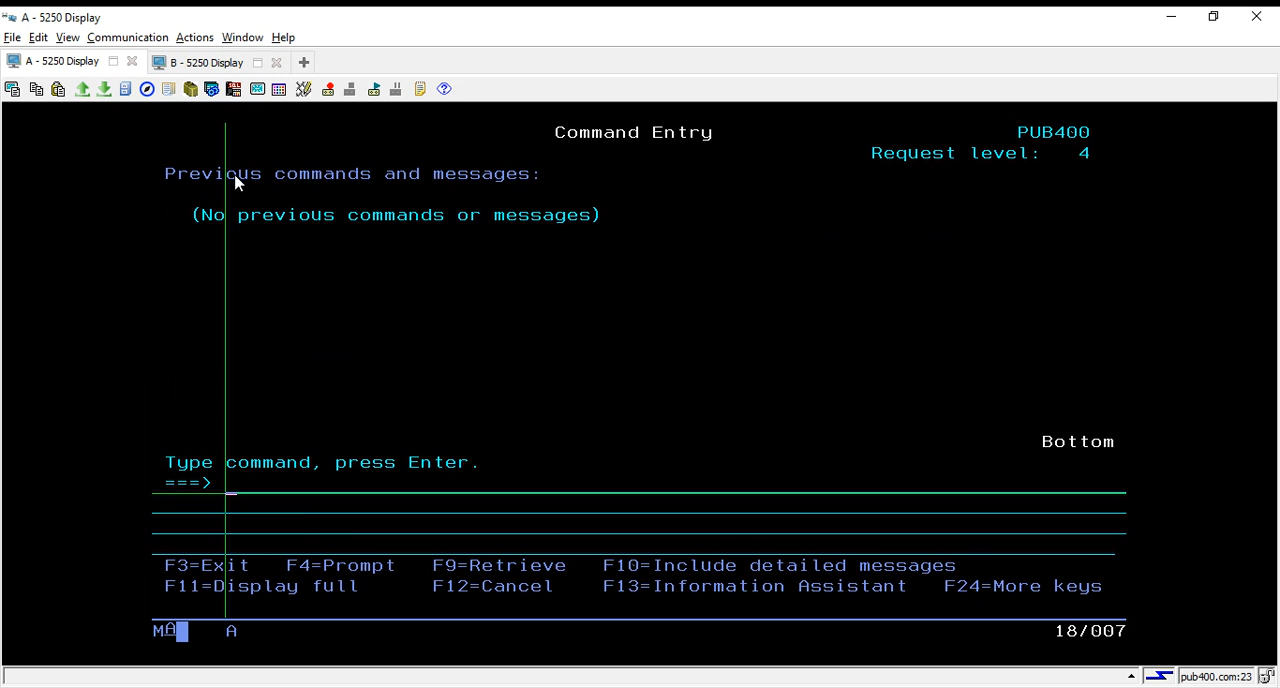 A - 5250 Display
File Edit View Communication Actions Window Help
A - 5250 Display B - 5250 Display
Command Entry PUB400
Request level: 4
Previous commands and messages:
(No previous commands or messages)
Bottom
Type command, press Enter.
===>
F3=Exit F4=Prompt F9=Retrieve F10=Include detailed messages
F11=Display full F12=Cancel F13=Information Assistant F24=More keys
MA A 18/007
pub400.com:23